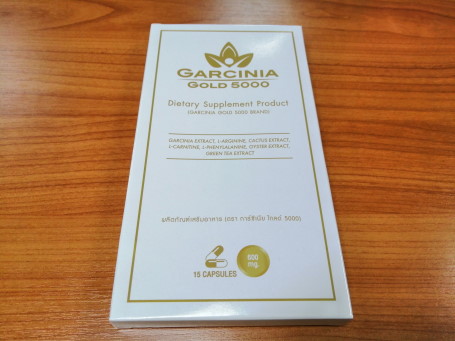 GARCINIA
GOLD 5000
Dietary Supplement Product
(GARCINIA GOLD 5000 BRAND)
GARCINIA EXTRACT, L-ARGININE, CACTUS EXTRACT,
L-CARNITINE, L-PHENYSALANINE, OYSTER EXTRACT,
GREEN TEA EXTRACT
ผลิตภัณฑ์เสริมอาหาร (ตรา การ์ซิเนีย โกลด์ 5000)
15 CAPSULES
500
mg.